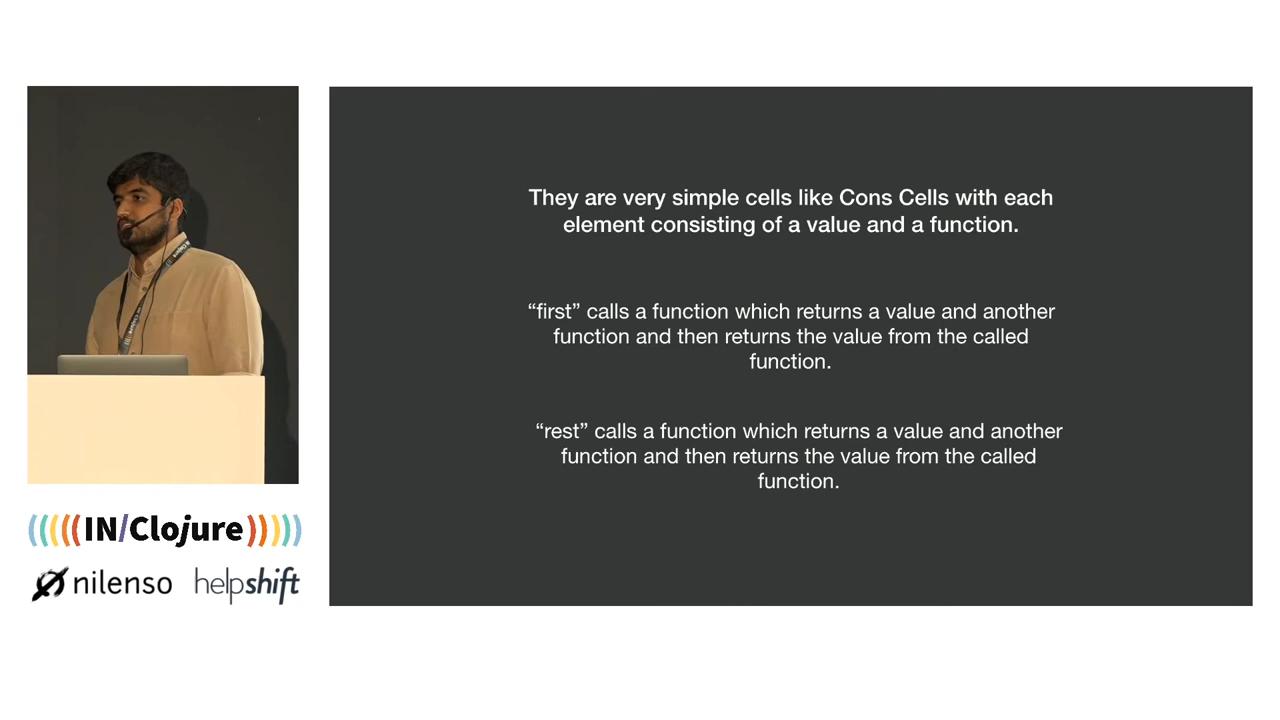 They are very simple cells like Cons Cells with each
element consisting of a value and a function.
“first” calls a function which returns a value and another
function and then returns the value from the called
function.
“rest” calls a function which returns a value and another
function and then returns the value from the called
function.
(((((IN/Clojure)))))
nilenso helpshift